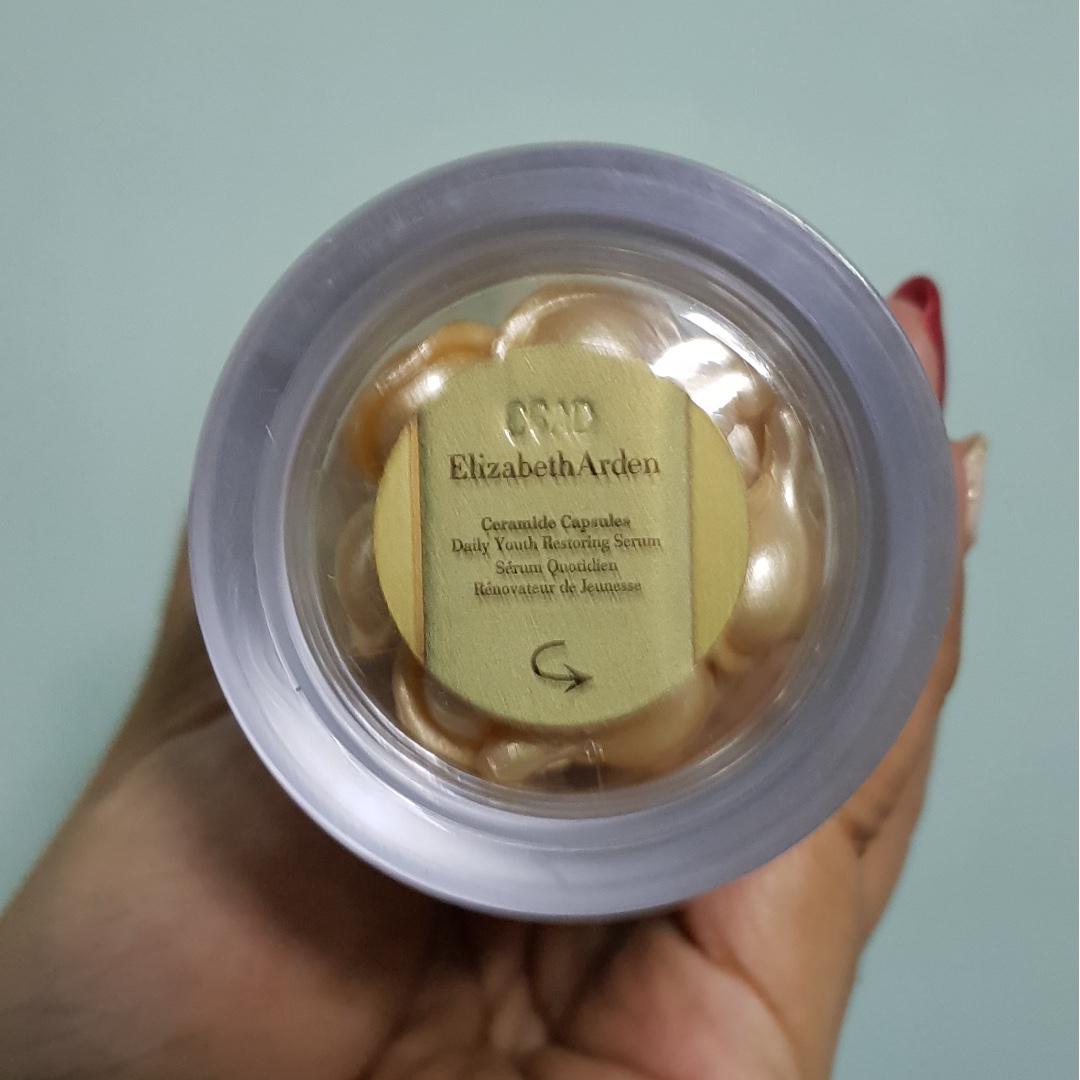 ElizabethArden
Ceramide Capsules
Daily Youth Restoring Serum
Sérum Quotidien
Rénovateur de Jeunesse